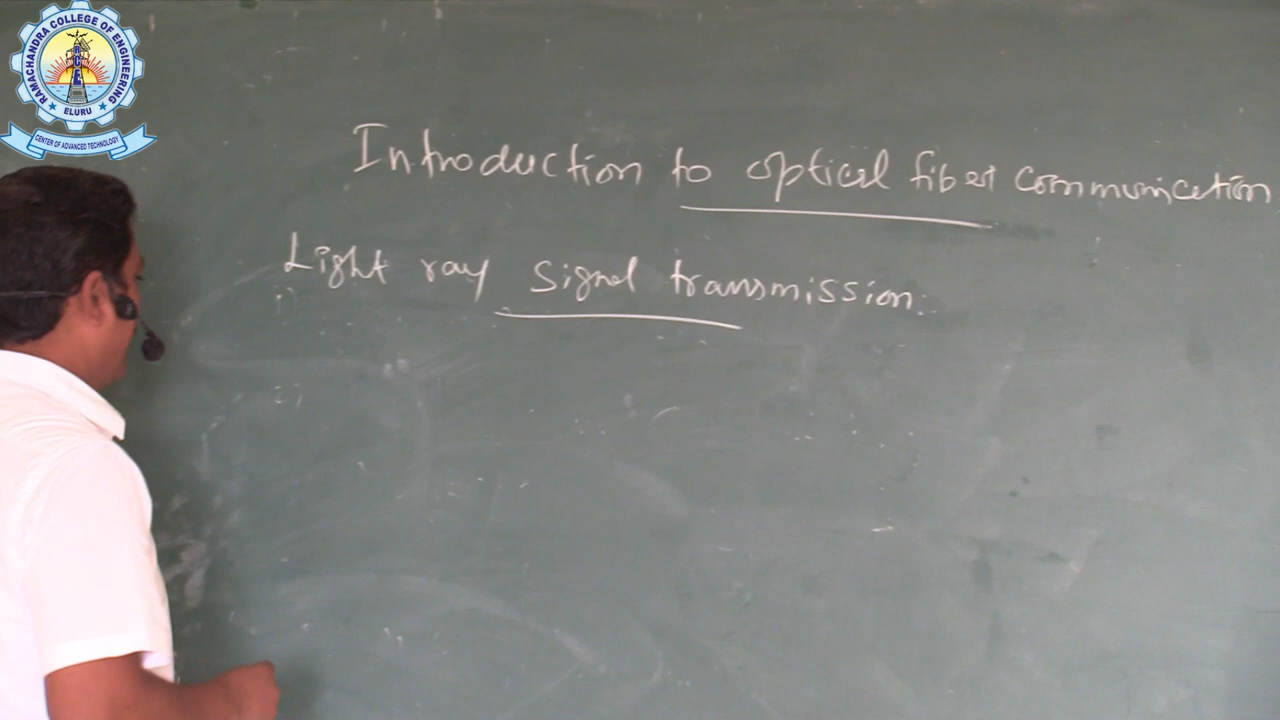 RAMACHANDRA COLLEGE OF ENGINEERING
ELURU
CENTER OF ADVANCED TECHNOLOGY
Introduction to optical fiber communication
Light ray signal transmission: